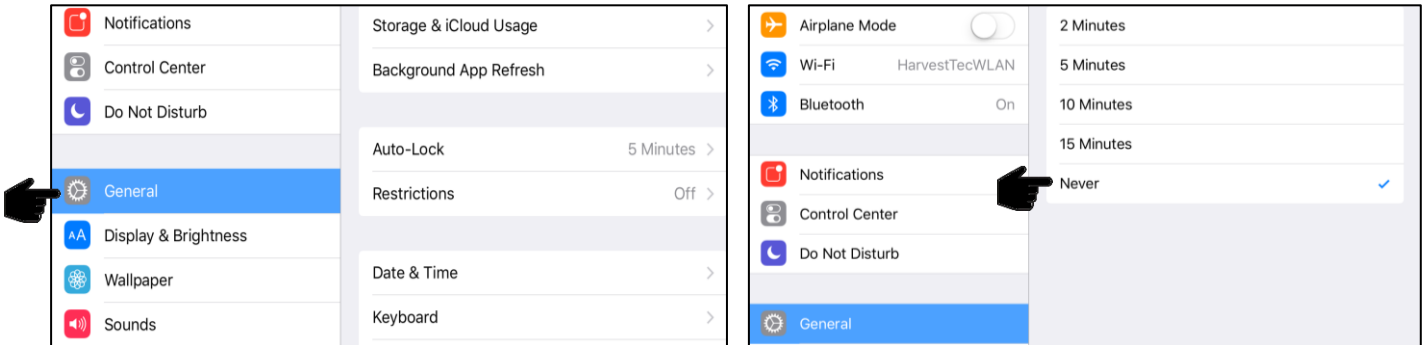 Notifications
Control Center
Do Not Disturb
General
AA Display & Brightness
Wallpaper
Sounds
Storage & iCloud Usage
Background App Refresh
Auto-Lock 5 Minutes
Restrictions Off
Date & Time
Keyboard
Airplane Mode
Wi-Fi HarvestTecWLAN
Bluetooth On
Notifications
Control Center
Do Not Disturb
General
2 Minutes
5 Minutes
10 Minutes
15 Minutes
Never